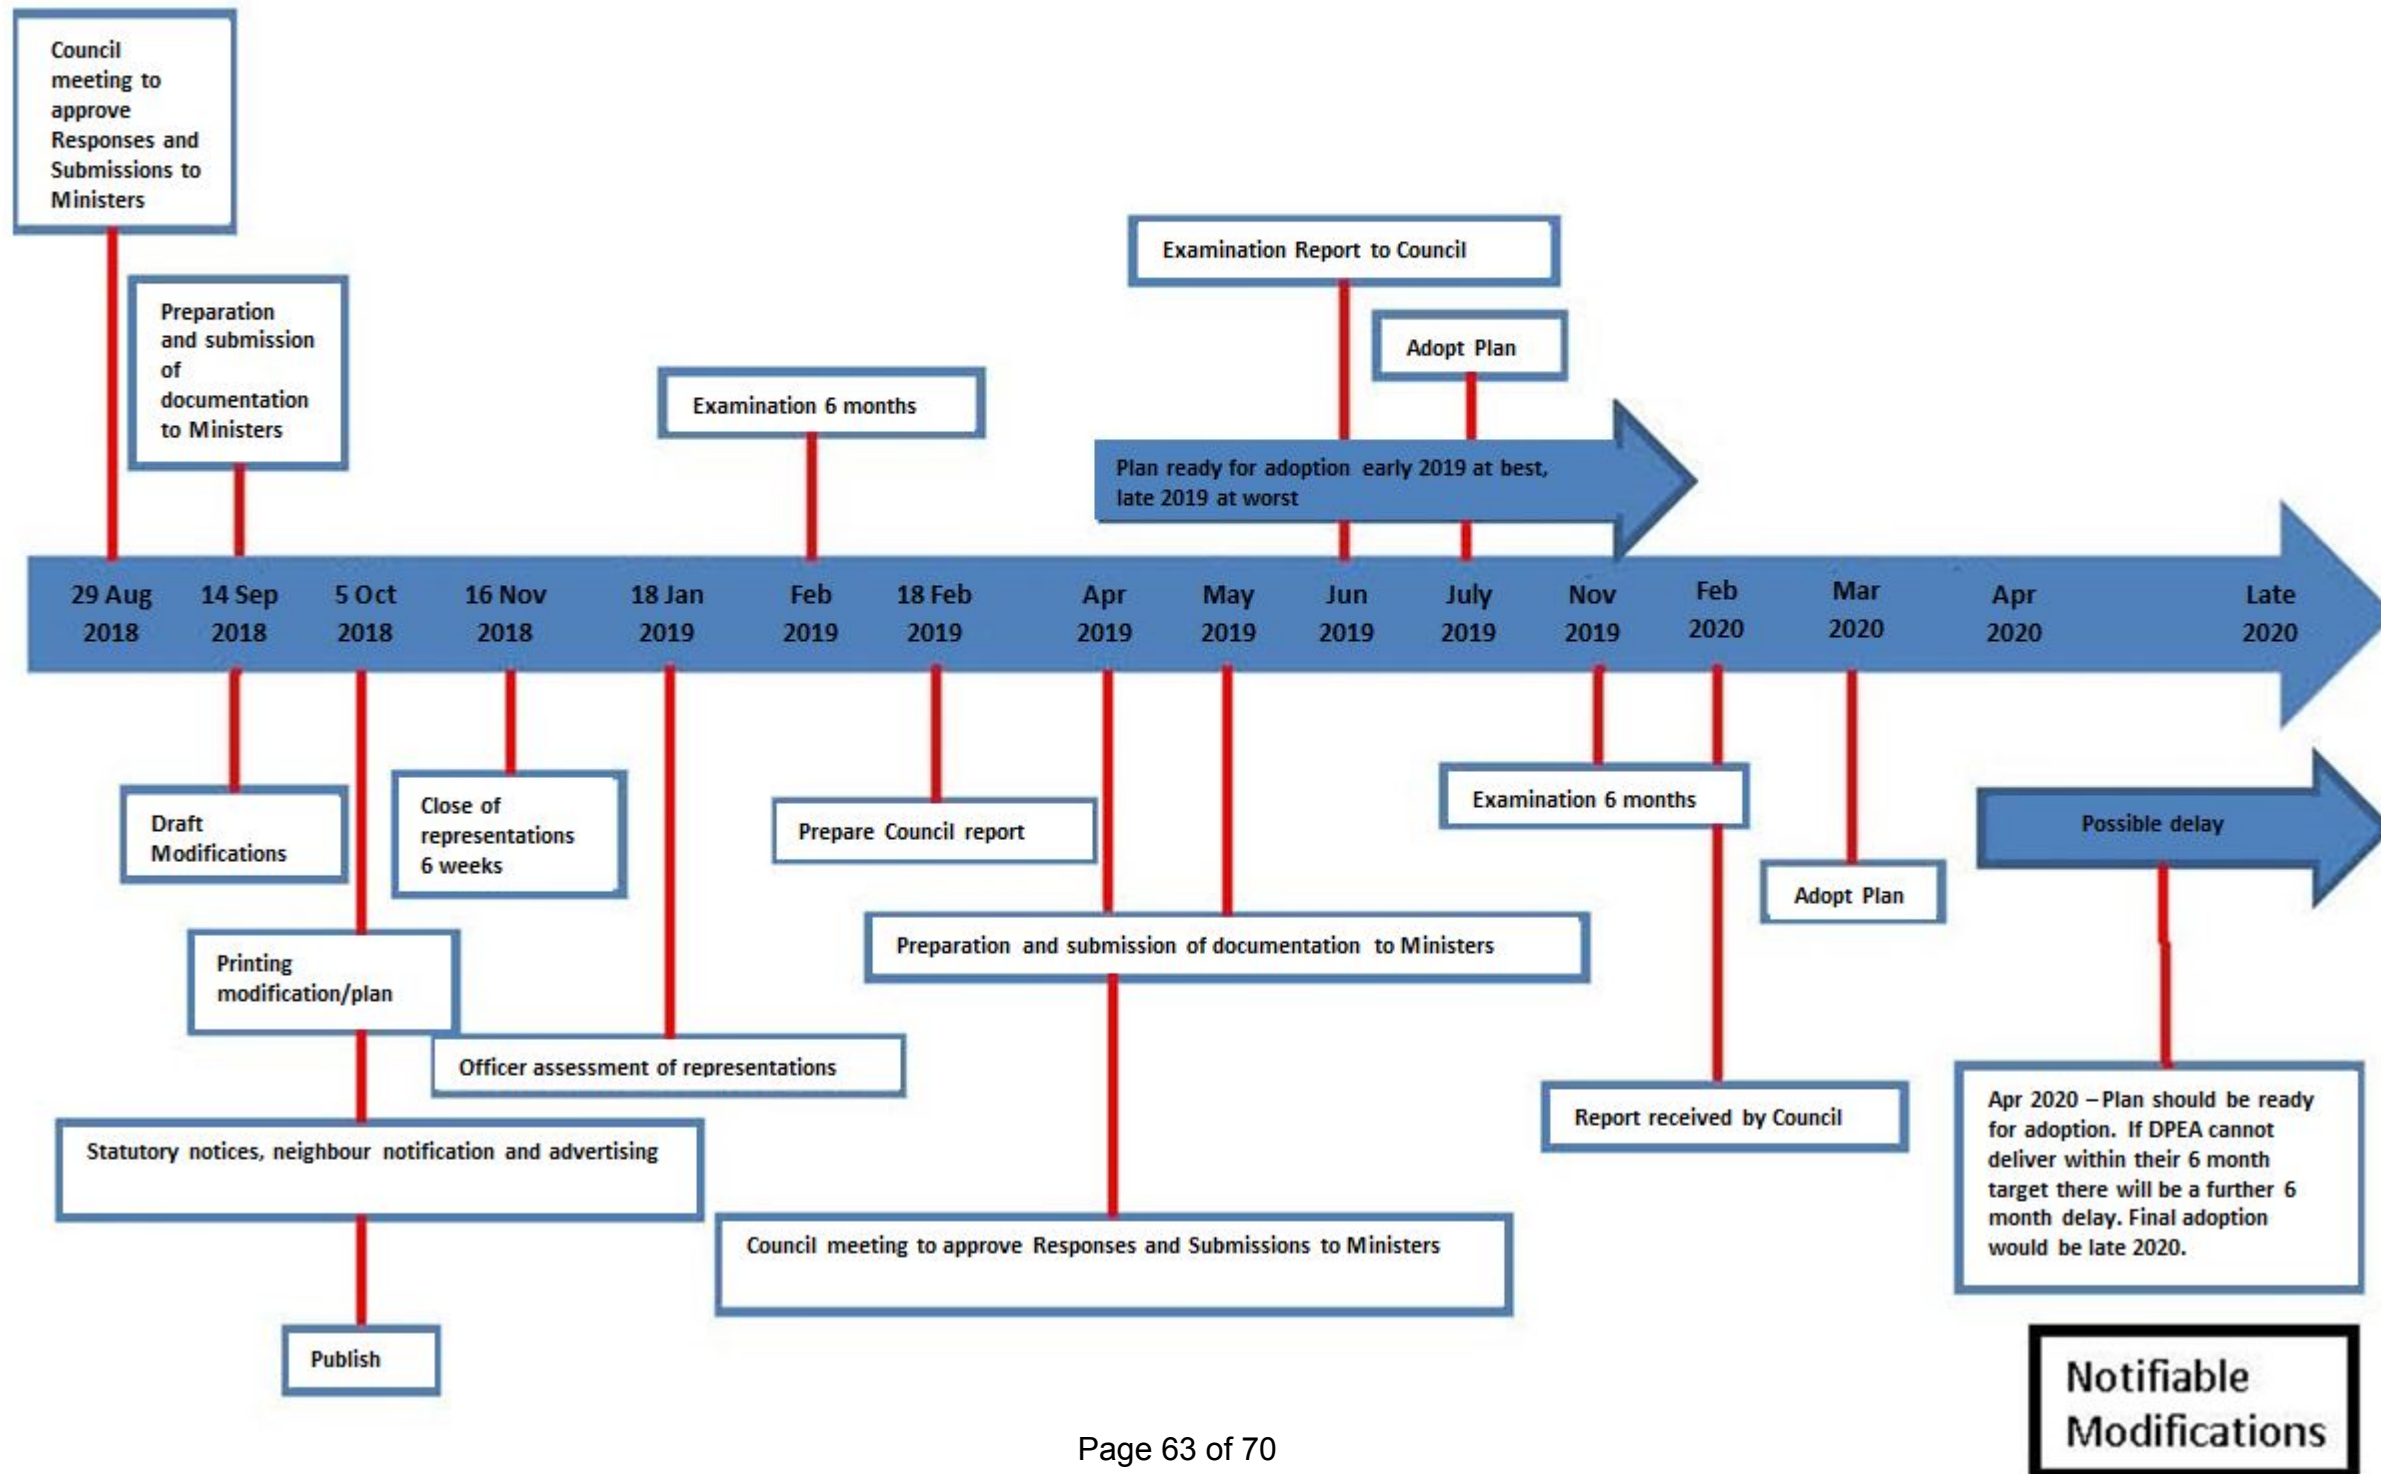 Council
meeting to
approve
Responses and
Submissions to
Ministers
Preparation
and submission
of
documentation
to Ministers
Examination 6 months
Examination Report to Council
Adopt Plan
Plan ready for adoption early 2019 at best,
late 2019 at worst
29 Aug
2018
14 Sep
2018
5 Oct
2018
16 Nov
2018
18 Jan
2019
Feb
2019
18 Feb
2019
Apr
2019
May
2019
Jun
2019
July
2019
Nov
2019
Feb
2020
Mar
2020
Apr
2020
Late
2020
Draft
Modifications
Close of
representations
6 weeks
Prepare Council report
Examination 6 months
Possible delay
Adopt Plan
Printing
modification/plan
Preparation and submission of documentation to Ministers
Officer assessment of representations
Report received by Council
Statutory notices, neighbour notification and advertising
Council meeting to approve Responses and Submissions to Ministers
Apr 2020 – Plan should be ready
for adoption. If DPEA cannot
deliver within their 6 month
target there will be a further 6
month delay. Final adoption
would be late 2020.
Publish
Notifiable
Modifications
Page 63 of 70